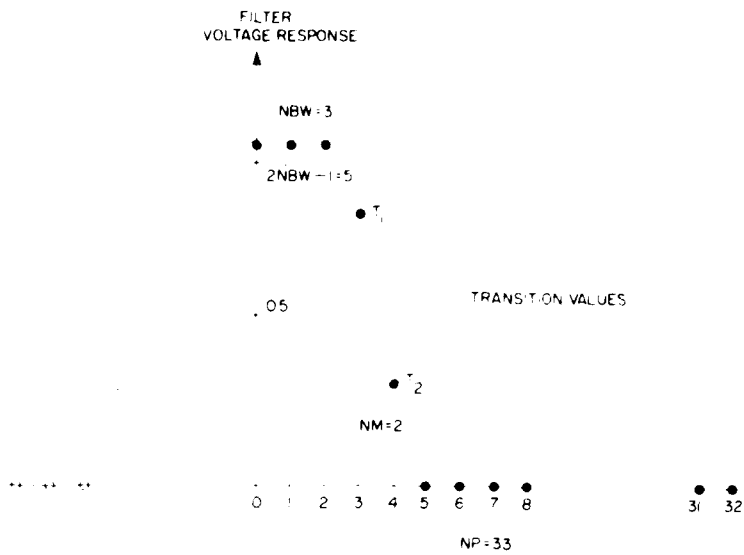 FILTER
VOLTAGE RESPONSE
NBW=3
2NBW-1=5
T1
05
TRANSITION VALUES
T2
NM=2
0 1 2 3 4 5 6 7 8 31 32
NP=33